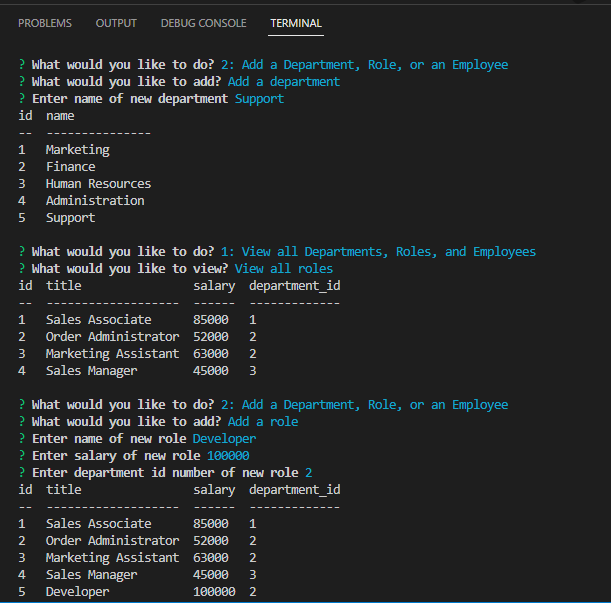 PROBLEMS OUTPUT DEBUG CONSOLE TERMINAL
? What would you like to do? 2: Add a Department, Role, or an Employee
? What would you like to add? Add a department
? Enter name of new department Support
id  name
--  ---------------
1   Marketing
2   Finance
3   Human Resources
4   Administration
5   Support
? What would you like to do? 1: View all Departments, Roles, and Employees
? What would you like to view? View all roles
id  title                salary  department_id
--  -------------------  ------  -------------
1   Sales Associate      85000   1
2   Order Administrator  52000   2
3   Marketing Assistant  63000   2
4   Sales Manager        45000   3
? What would you like to do? 2: Add a Department, Role, or an Employee
? What would you like to add? Add a role
? Enter name of new role Developer
? Enter salary of new role 100000
? Enter department id number of new role 2
id  title                salary  department_id
--  -------------------  ------  -------------
1   Sales Associate      85000   1
2   Order Administrator  52000   2
3   Marketing Assistant  63000   2
4   Sales Manager        45000   3
5   Developer            100000  2